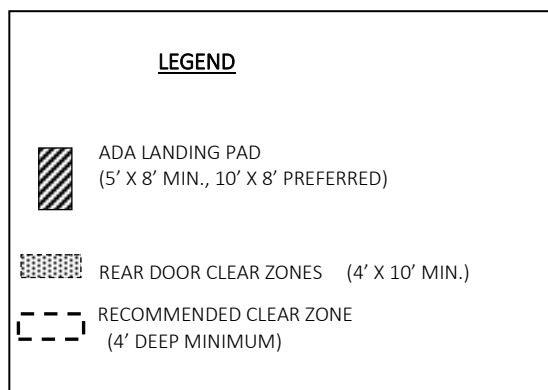 LEGEND
ADA LANDING PAD
(5’ X 8’ MIN., 10’ X 8’ PREFERRED)
REAR DOOR CLEAR ZONES (4’ X 10’ MIN.)
RECOMMENDED CLEAR ZONE
(4’ DEEP MINIMUM)